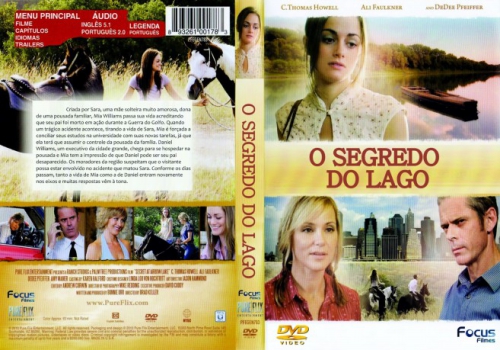 MENU PRINCIPAL
FILME
CAPÍTULOS
IDIOMAS
TRAILERS
ÁUDIO
INGLÊS 5.1
PORTUGUÊS 2.0
LEGENDA
PORTUGUÊS
Criada por Sara, uma mãe solteira muito amorosa, dona
de uma pousada familiar, Mia Williams passa sua vida acreditando
que seu pai foi morto em ação durante a Guerra do Golfo. Quando
um trágico acidente acontece, tirando a vida de Sara, Mia é forçada a
conciliar seus estudos na universidade com suas novas tarefas, já que
ela terá que assumir o controle da pousada da família. Daniel
Williams, um executivo da cidade grande, chega para se hospedar na
pousada e Mia tem a impressão de que Daniel pode ser seu pai
desaparecido. Os moradores da região suspeitam que o visitante
possa estar envolvido no acidente que matou Sara. Conforme os dias
passam, tanto a vida de Mia como a de Daniel entram novamente
nos eixos e muitas respostas vêm à tona.
www.PureFlix.com
Focus
Filmes
DVD
VIDEO
O SEGREDO DO LAGO
Focus
Filmes
C.THOMAS HOWELL
ALI FAULKNER
AND DEDEE PFEIFFER
O SEGREDO
DO LAGO
DVD
VIDEO
Focus
Filmes